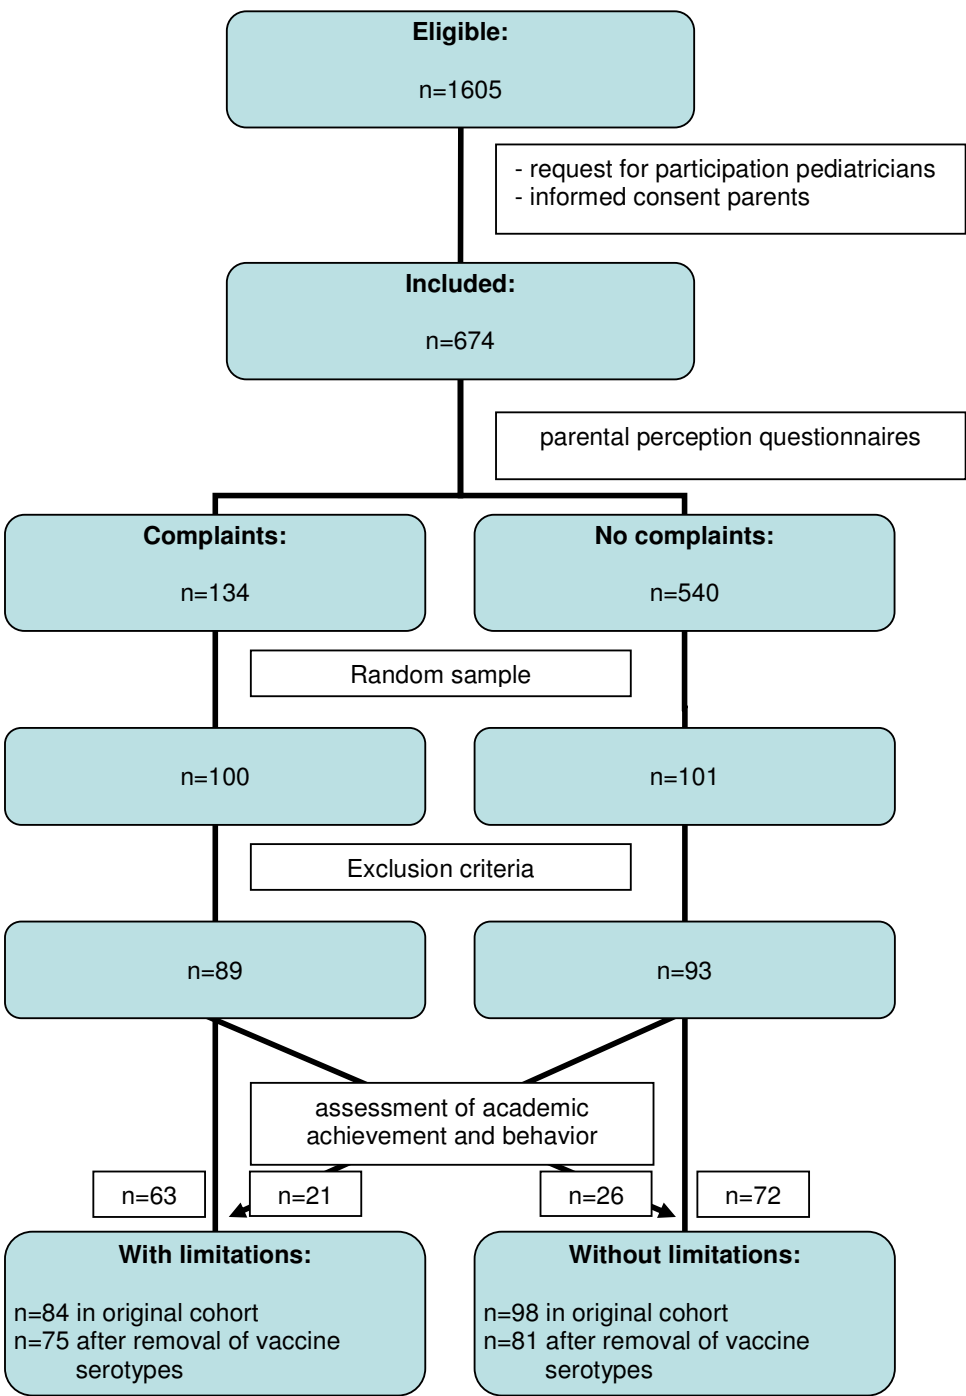 Eligible:
n=1605
- request for participation pediatricians
- informed consent parents
Included:
n=674
parental perception questionnaires
Complaints:
n=134
No complaints:
n=540
Random sample
n=100
n=101
Exclusion criteria
n=89
n=93
assessment of academic
achievement and behavior
n=63
n=21
n=26
n=72
With limitations:
n=84 in original cohort
n=75 after removal of vaccine
serotypes
Without limitations:
n=98 in original cohort
n=81 after removal of vaccine
serotypes